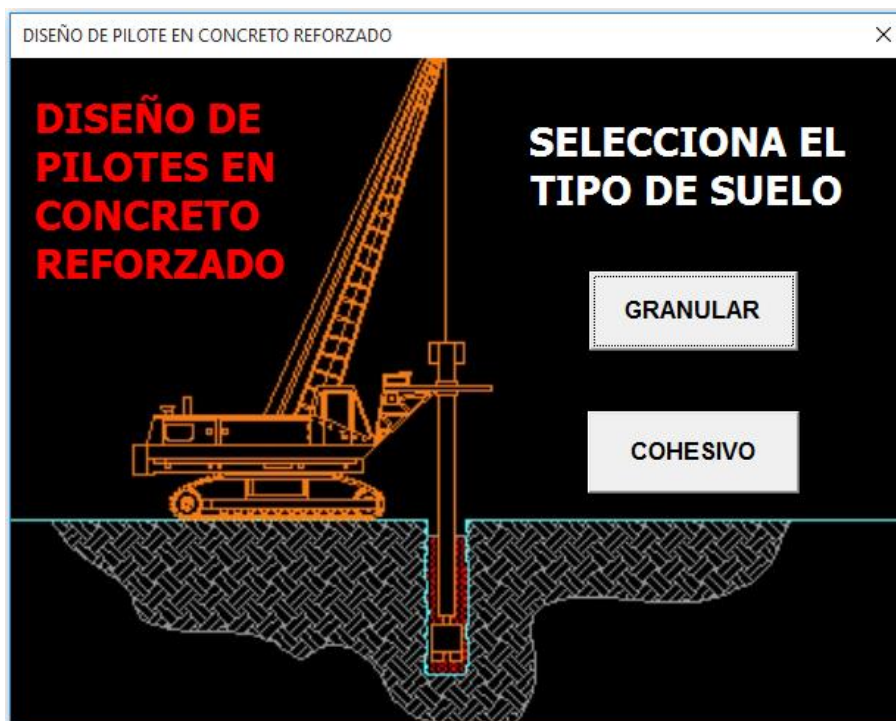 DISEÑO DE PILOTE EN CONCRETO REFORZADO
DISEÑO DE
PILOTES EN
CONCRETO
REFORZADO
SELECCIONA EL
TIPO DE SUELO
GRANULAR
COHESIVO